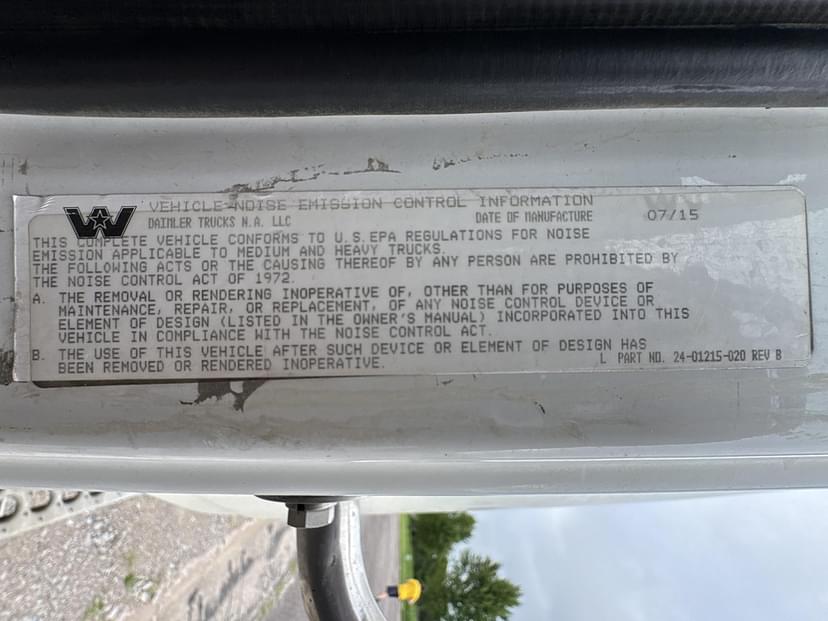 VEHICLE NOISE EMISSION CONTROL INFORMATION
DAIMLER TRUCKS N.A. LLC DATE OF MANUFACTURE 07/15
THIS COMPLETE VEHICLE CONFORMS TO U.S.EPA REGULATIONS FOR NOISE
EMISSION APPLICABLE TO MEDIUM AND HEAVY TRUCKS.
THE FOLLOWING ACTS OR THE CAUSING THEREOF BY ANY PERSON ARE PROHIBITED BY
THE NOISE CONTROL ACT OF 1972.
A. THE REMOVAL OR RENDERING INOPERATIVE OF, OTHER THAN FOR PURPOSES OF
MAINTENANCE, REPAIR, OR REPLACEMENT, OF ANY NOISE CONTROL DEVICE OR
ELEMENT OF DESIGN (LISTED IN THE OWNER'S MANUAL) INCORPORATED INTO THIS
VEHICLE IN COMPLIANCE WITH THE NOISE CONTROL ACT.
B. THE USE OF THIS VEHICLE AFTER SUCH DEVICE OR ELEMENT OF DESIGN HAS
BEEN REMOVED OR RENDERED INOPERATIVE. L PART NO. 24-01215-020 REV B